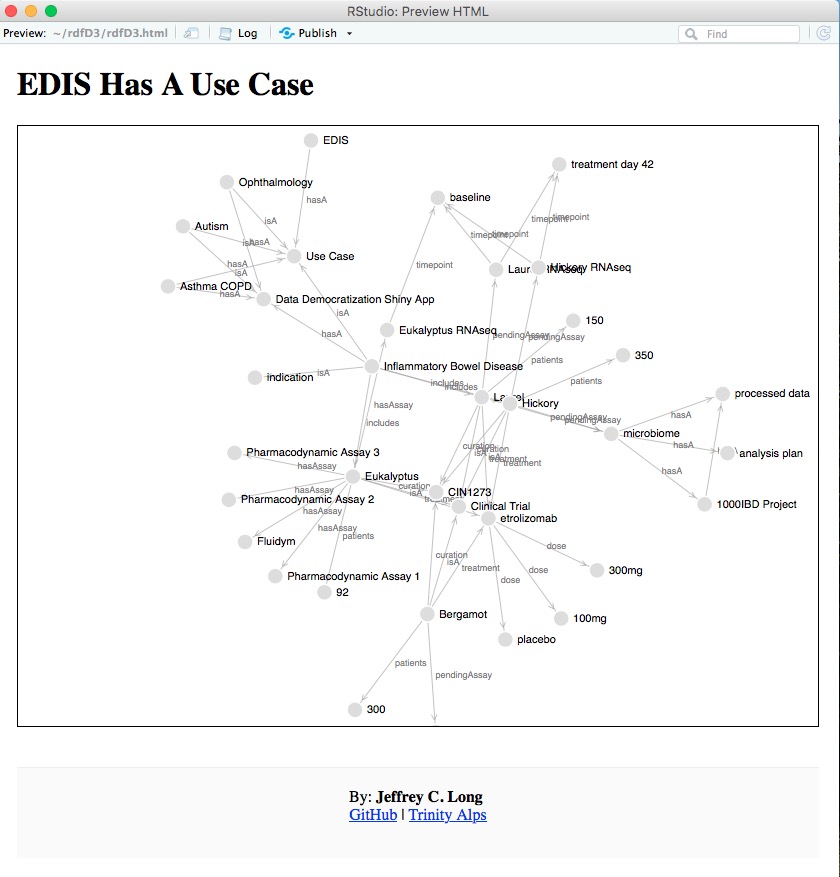 RStudio: Preview HTML
Preview: ~/rdfD3/rdfD3.html Log Publish Find
EDIS Has A Use Case
EDIS
treatment day 42
Ophthalmology
baseline
hasA
isA
timepoint
timepoint
Autism
timepoint
timepoint
isA
hasA
Use Case
hasA
isA
timepoint
Hickory RNAseq
Asthma COPD
hasA
Data Democratization Shiny App
isA
150
Eukalyptus RNAseq
hasA
pendingAssay
pendingAssay
350
Inflammatory Bowel Disease
patients
indication
isA
patients
includes
includes
processed data
Laurel
Hickory
hasAssay
includes
pendingAssay
pendingAssay
hasA
microbiome
hasA
curation
curation
isA
isA
treatment
treatment
Pharmacodynamic Assay 3
analysis plan
hasAssay
hasA
Eukalyptus
hasAssay
curation
isA
CIN1273
treatment
Pharmacodynamic Assay 2
Clinical Trial
1000IBD Project
hasAssay
etrolizomab
hasAssay
patients
Fluidym
dose
curation
isA
treatment
dose
300mg
Pharmacodynamic Assay 1
dose
92
Bergamot
100mg
placebo
patients
pendingAssay
300
By: Jeffrey C. Long
GitHub | Trinity Alps